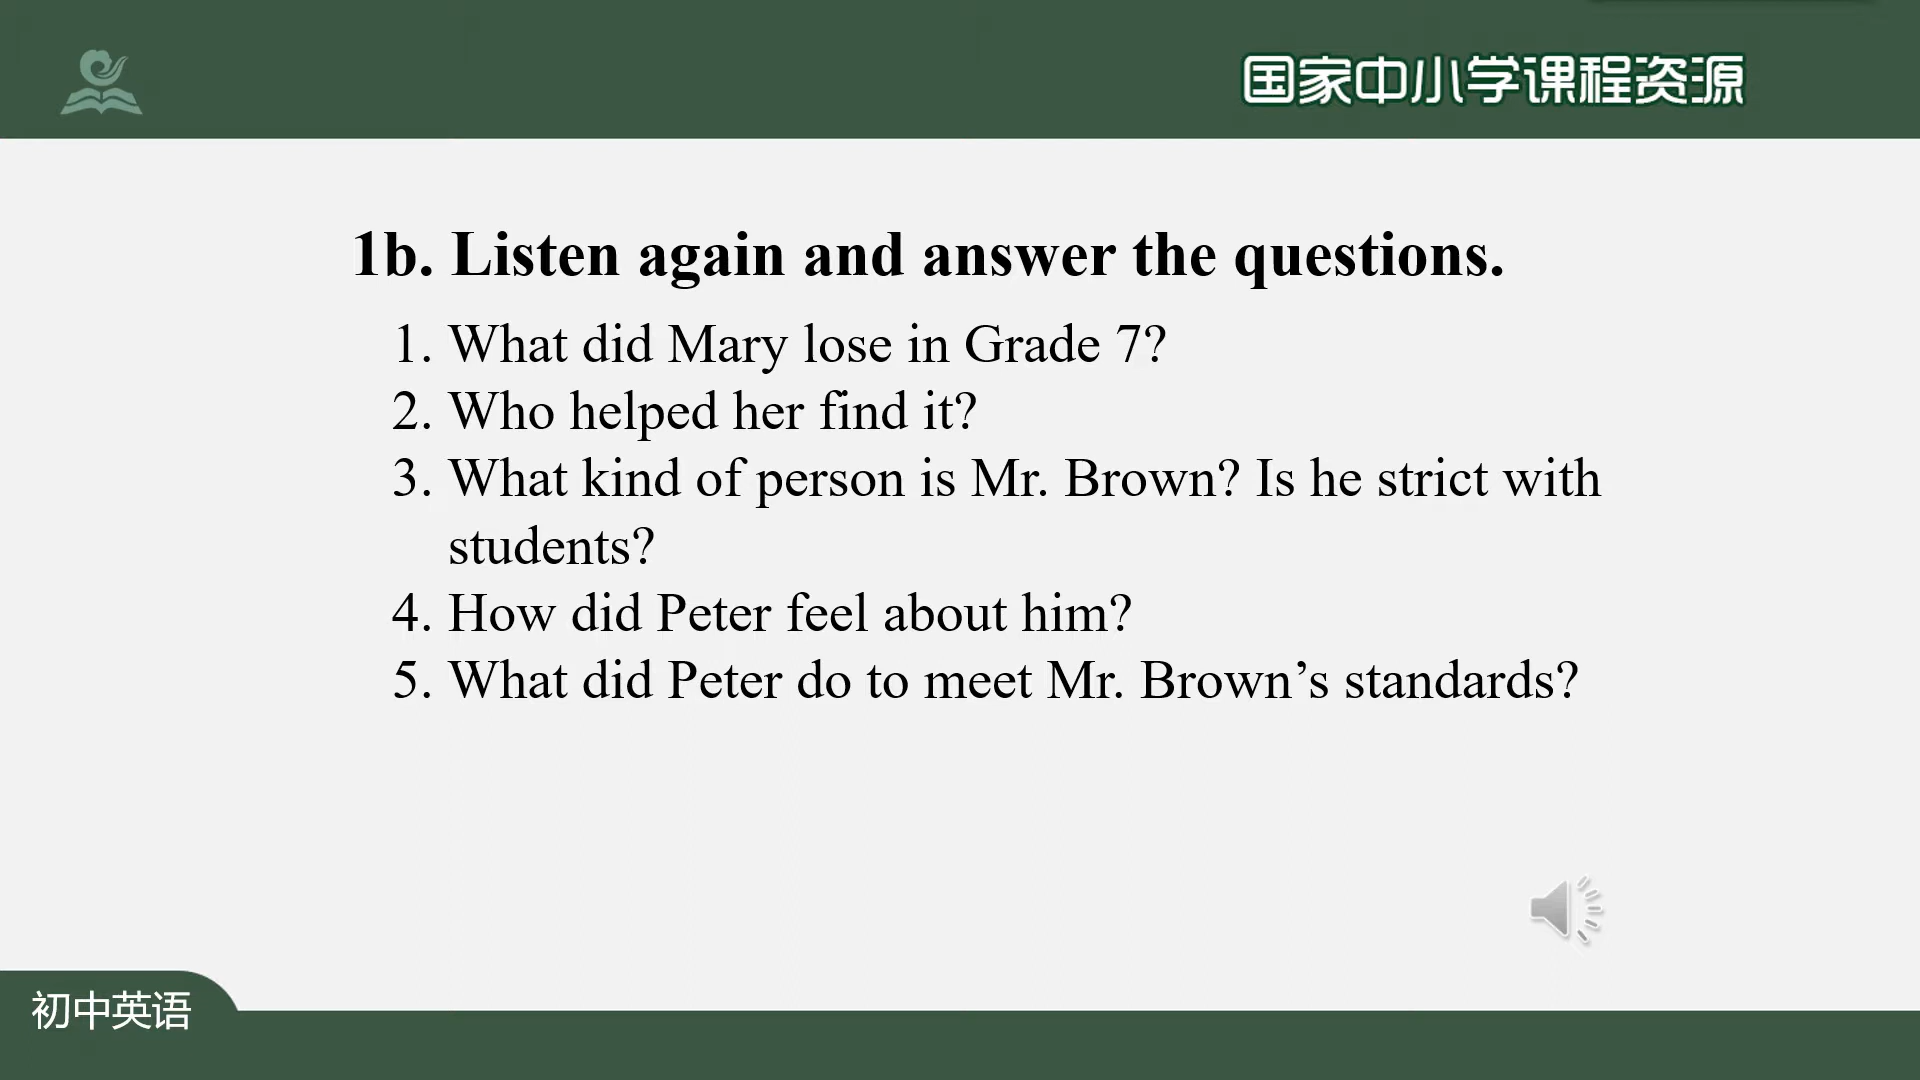 国家中小学课程资源
1b. Listen again and answer the questions.
1. What did Mary lose in Grade 7?
2. Who helped her find it?
3. What kind of person is Mr. Brown? Is he strict with
students?
4. How did Peter feel about him?
5. What did Peter do to meet Mr. Brown’s standards?
初中英语